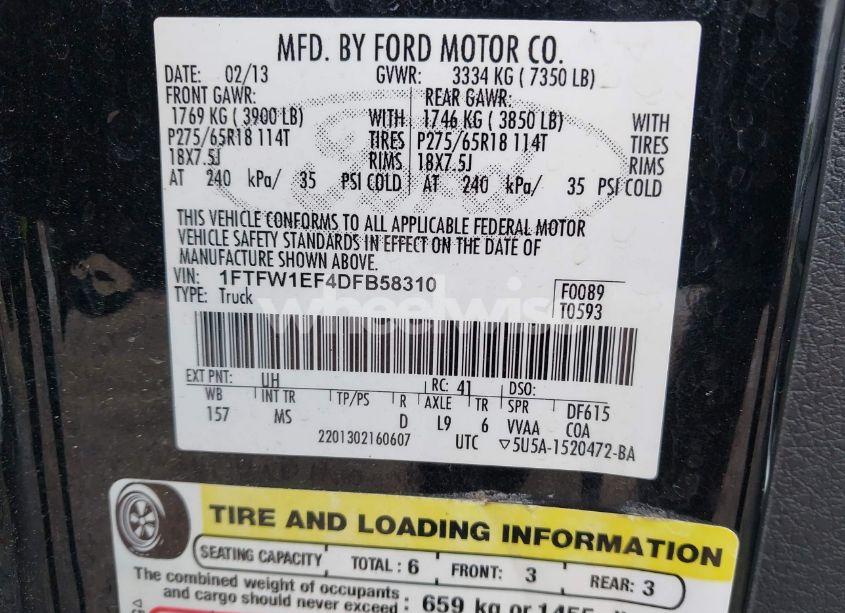 MFD. BY FORD MOTOR CO.
DATE: 02/13 GVWR: 3334 KG ( 7350 LB)
FRONT GAWR: REAR GAWR:
1769 KG ( 3900 LB) WITH 1746 KG ( 3850 LB) WITH
P275/65R18 114T TIRES P275/65R18 114T TIRES
18X7.5J RIMS 18X7.5J RIMS
AT 240 kPa/ 35 PSI COLD AT 240 kPa/ 35 PSI COLD
THIS VEHICLE CONFORMS TO ALL APPLICABLE FEDERAL MOTOR
VEHICLE SAFETY STANDARDS IN EFFECT ON THE DATE OF
MANUFACTURE SHOWN ABOVE.
VIN: 1FTFW1EF4DFB58310 F0089
TYPE: Truck T0593
wheelwise
EXT PNT: UH RC: 41 DSO:
WB INT TR TP/PS R AXLE TR SPR DF615
157 MS D L9 6 VVAA COA
2201302160607 UTC ▽5U5A-1520472-BA
TIRE AND LOADING INFORMATION
SEATING CAPACITY TOTAL : 6 FRONT: 3 REAR: 3
The combined weight of occupants
and cargo should never exceed : 659 kg or